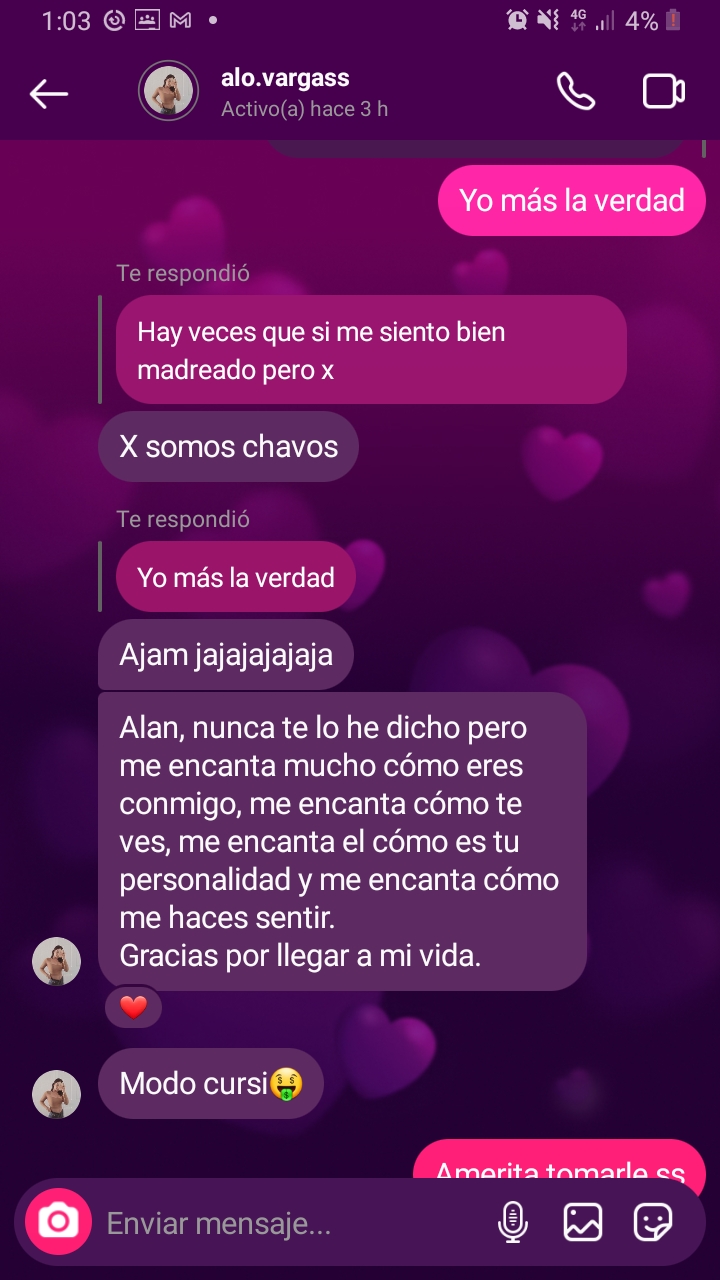 1:03
4G
4%
alo.vargass
Activo(a) hace 3 h
Yo más la verdad
Te respondió
Hay veces que si me siento bien
madreado pero x
X somos chavos
Te respondió
Yo más la verdad
Ajam jajajajajaja
Alan, nunca te lo he dicho pero
me encanta mucho cómo eres
conmigo, me encanta cómo te
ves, me encanta el cómo es tu
personalidad y me encanta cómo
me haces sentir.
Gracias por llegar a mi vida.
Modo cursi🤑
Amerita tomarle ss
Enviar mensaje...